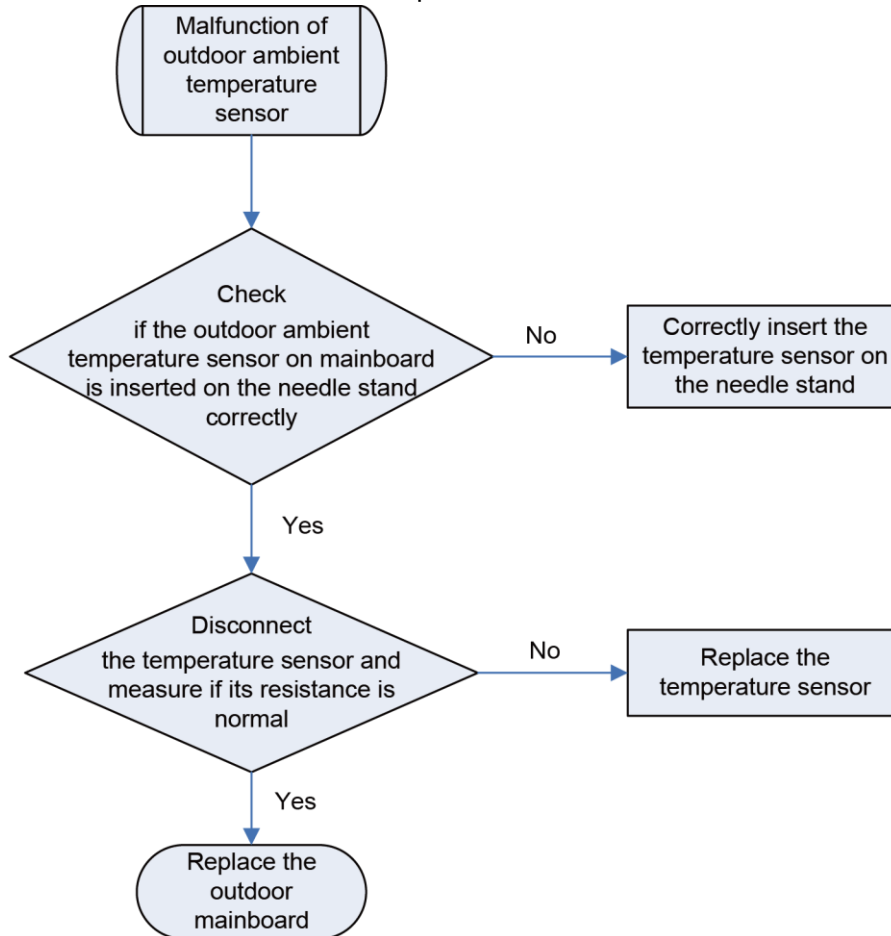 Malfunction of
outdoor ambient
temperature
sensor
Check
if the outdoor ambient
temperature sensor on mainboard
is inserted on the needle stand
correctly
No
Correctly insert the
temperature sensor on
the needle stand
Yes
Disconnect
the temperature sensor and
measure if its resistance is
normal
No
Replace the
temperature sensor
Yes
Replace the
outdoor
mainboard